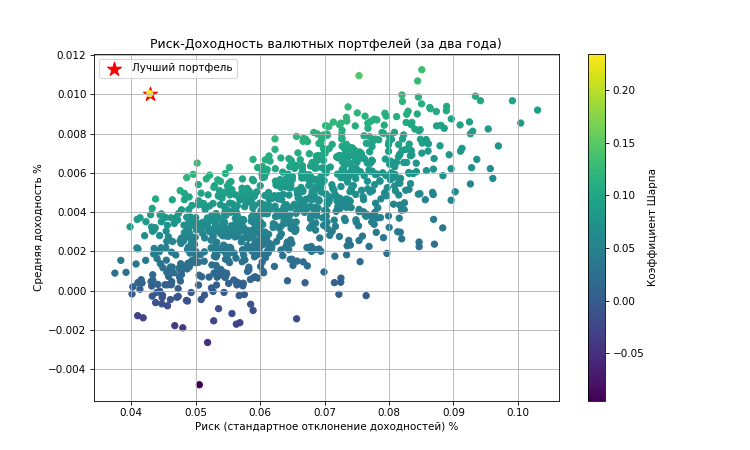 Риск-Доходность валютных портфелей (за два года)
Лучший портфель
Средняя доходность %
0.012
0.010
0.008
0.006
0.004
0.002
0.000
−0.002
−0.004
0.04 0.05 0.06 0.07 0.08 0.09 0.10
Риск (стандартное отклонение доходностей) %
0.20
0.15
0.10
0.05
0.00
−0.05
Коэффициент Шарпа